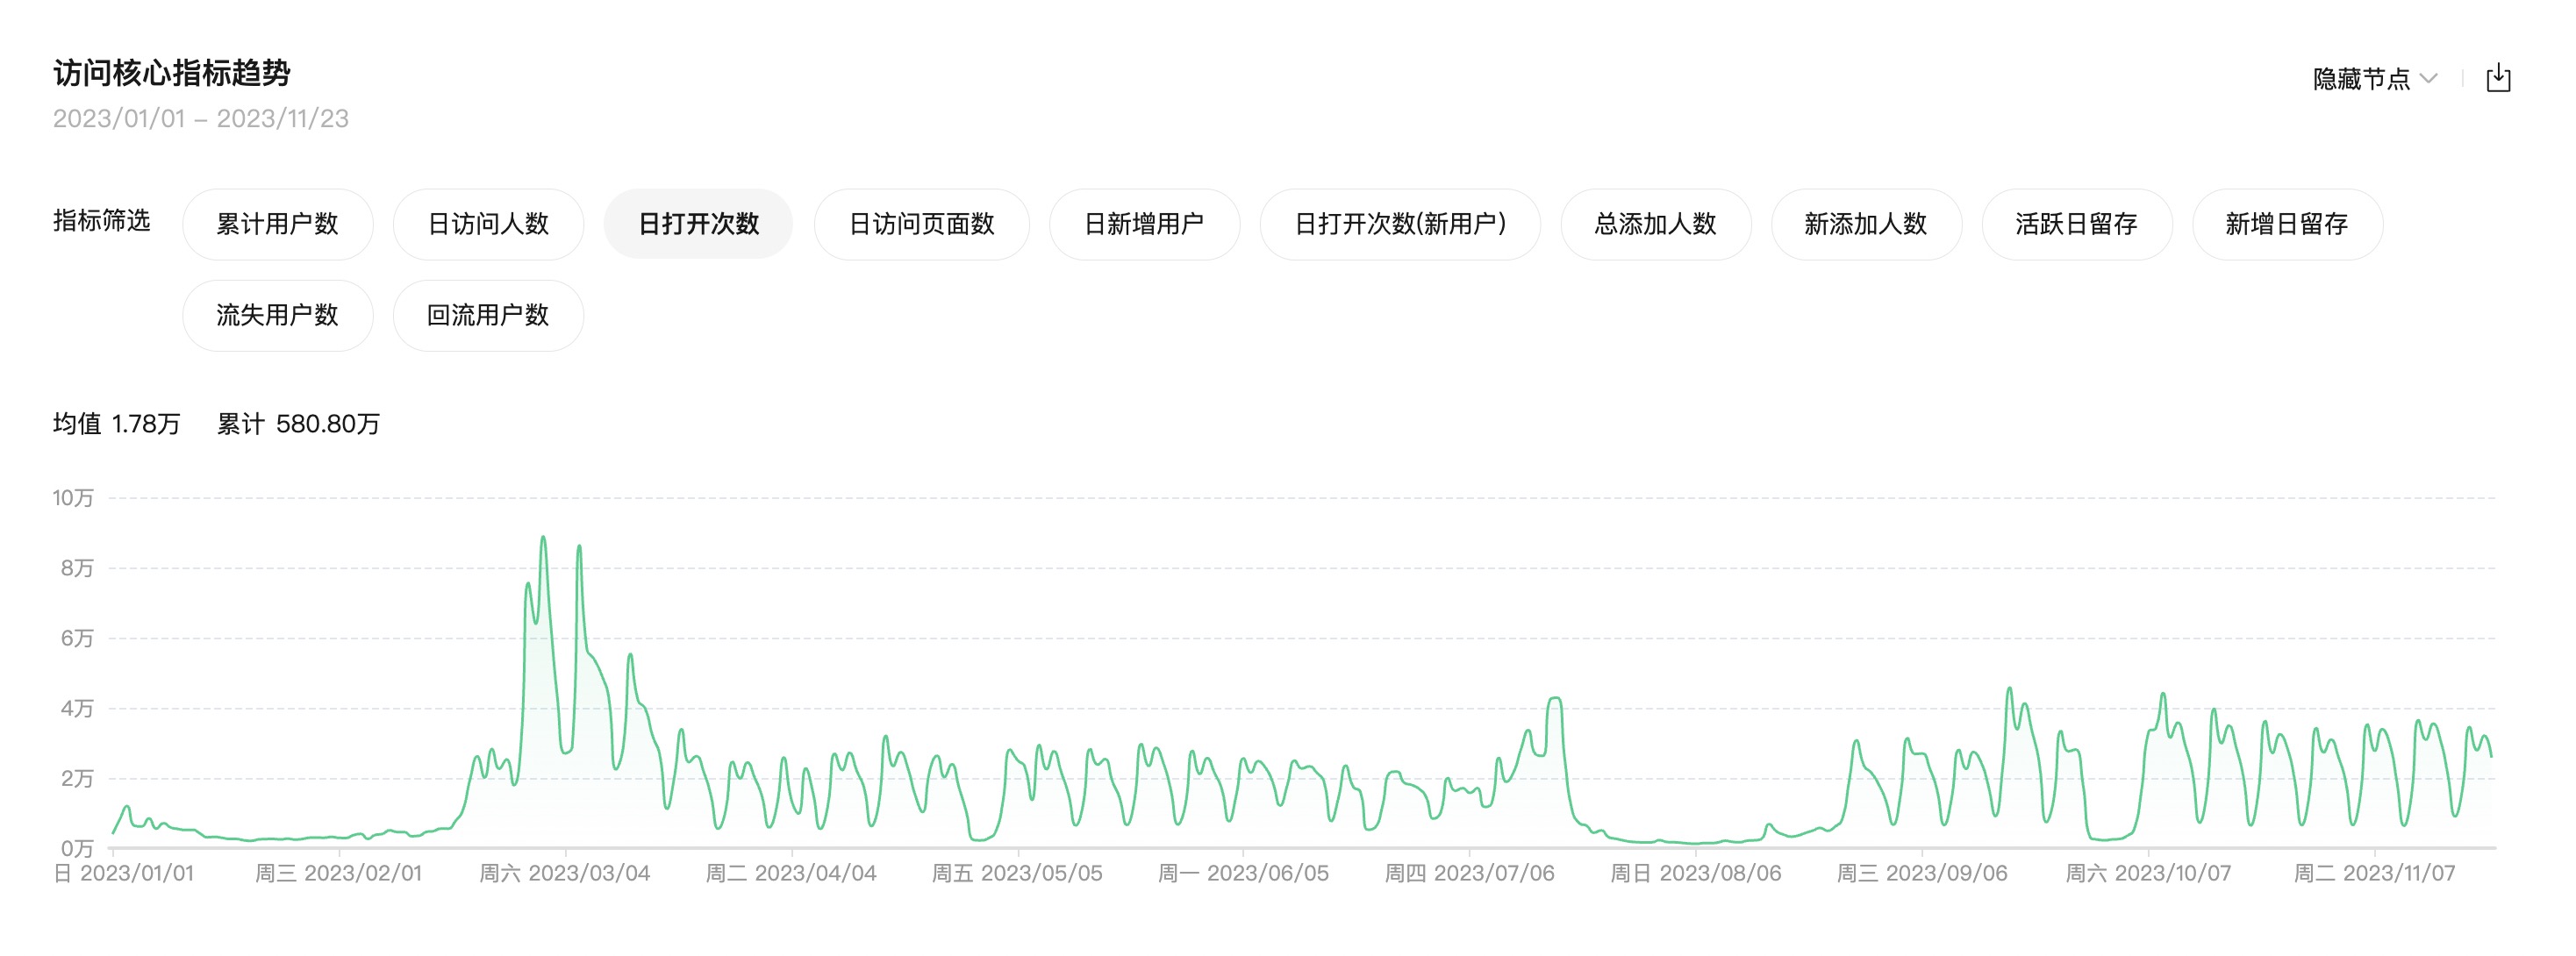 访问核心指标趋势
隐藏节点
2023/01/01 – 2023/11/23
指标筛选 累计用户数 日访问人数 日打开次数 日访问页面数 日新增用户 日打开次数(新用户) 总添加人数 新添加人数 活跃日留存 新增日留存
流失用户数 回流用户数
均值 1.78万 累计 580.80万
10万
8万
6万
4万
2万
0万
日 2023/01/01 周三 2023/02/01 周六 2023/03/04 周二 2023/04/04 周五 2023/05/05 周一 2023/06/05 周四 2023/07/06 周日 2023/08/06 周三 2023/09/06 周六 2023/10/07 周二 2023/11/07